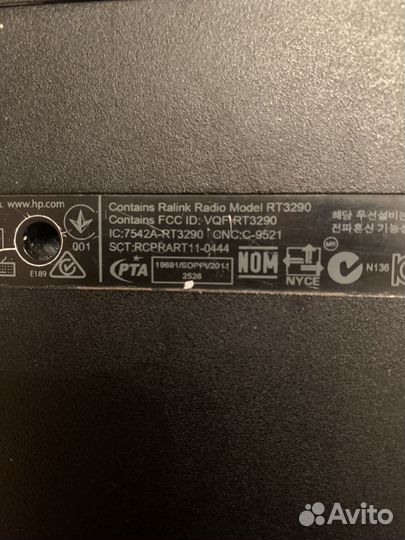 s. www.hp.com
Contains Ralink Radio Model RT3290
해당 무선설비는
Contains FCC ID: VQF-RT3290
전파혼신 가능성
001
IC:7542A-RT3290 CNC:C-9521
SCT:RCPRART11-0444
MR
E189
PTA
19691/SDPPI/2011
2526
NOM
NYCE
N136
Avito